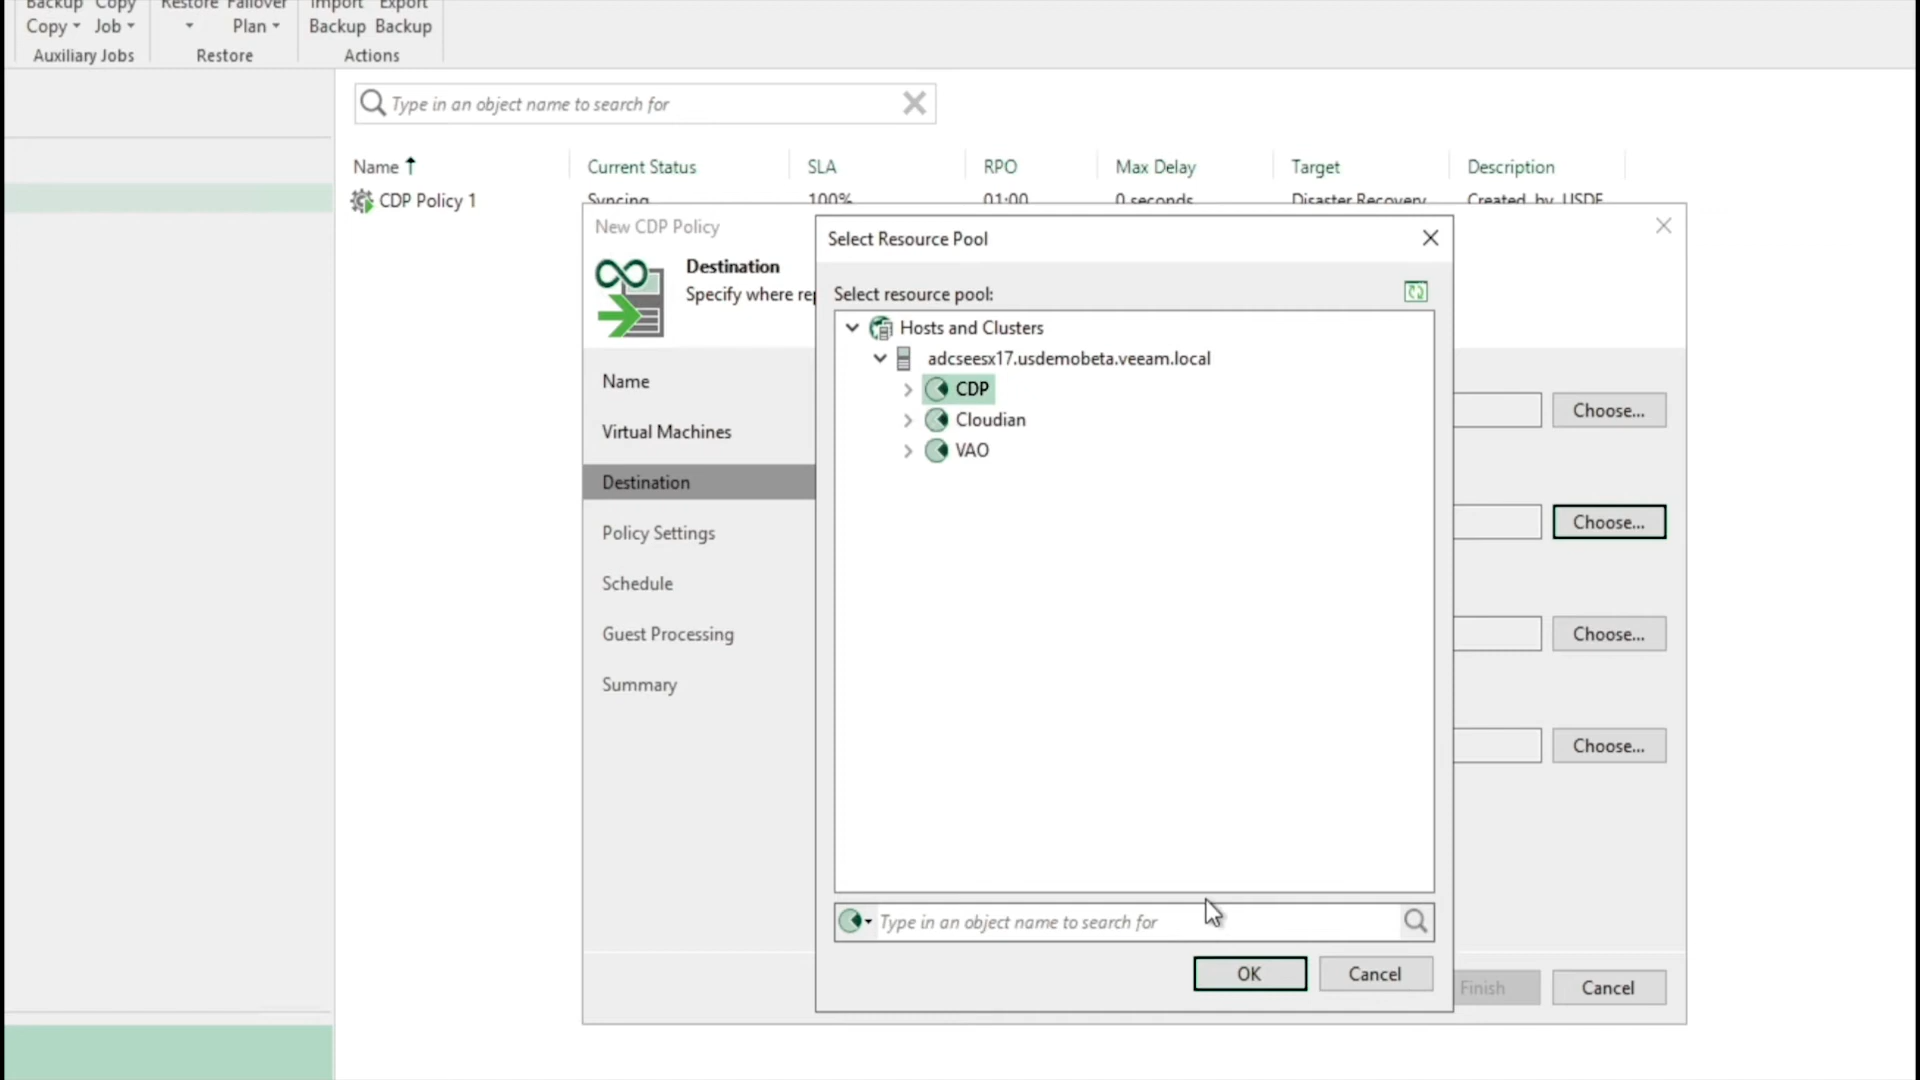 Backup Copy Restore Failover Import Export
Copy Job Plan Backup Backup
Auxiliary Jobs Restore Actions
Type in an object name to search for
Name Current Status SLA RPO Max Delay Target Description
CDP Policy 1 Syncing 100% 01:00 0 seconds Disaster Recovery Created by USDE
New CDP Policy
Select Resource Pool
Destination
Specify where rep
Select resource pool:
Hosts and Clusters
adcseesx17.usdemobeta.veeam.local
CDP
Cloudian
VAO
Name
Virtual Machines
Destination
Policy Settings
Schedule
Guest Processing
Summary
Choose...
Choose...
Choose...
Choose...
Type in an object name to search for
OK Cancel
Finish Cancel